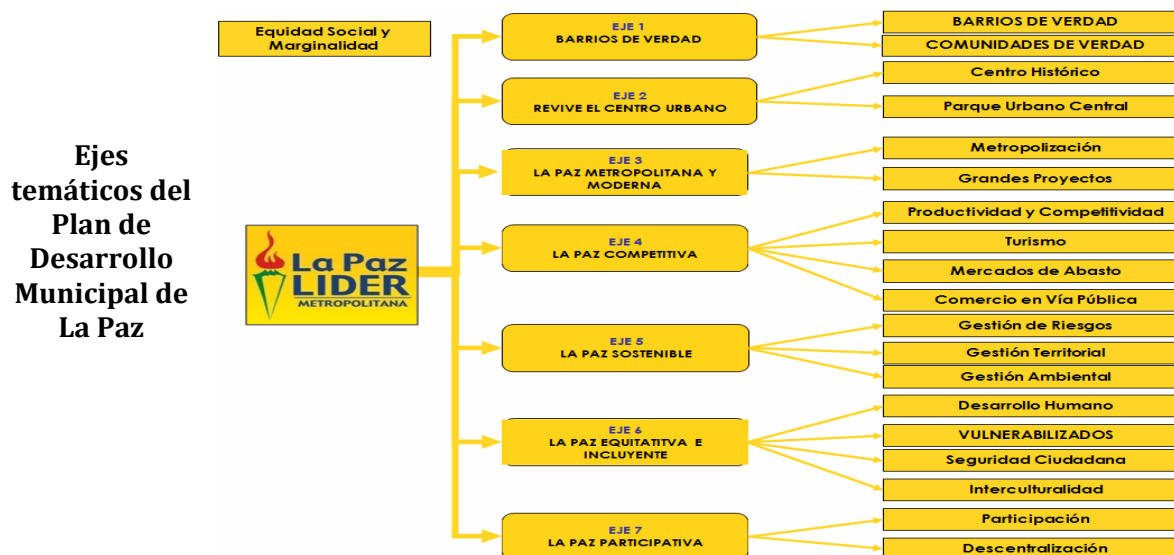 Ejes
temáticos del
Plan de
Desarrollo
Municipal de
La Paz
Equidad Social y
Marginalidad
La Paz
LIDER
METROPOLITANA
EJE 1
BARRIOS DE VERDAD
BARRIOS DE VERDAD
COMUNIDADES DE VERDAD
EJE 2
REVIVE EL CENTRO URBANO
Centro Histórico
Parque Urbano Central
EJE 3
LA PAZ METROPOLITANA Y
MODERNA
Metropolización
Grandes Proyectos
EJE 4
LA PAZ COMPETITIVA
Productividad y Competitividad
Turismo
Mercados de Abasto
Comercio en Vía Pública
EJE 5
LA PAZ SOSTENIBLE
Gestión de Riesgos
Gestión Territorial
Gestión Ambiental
EJE 6
LA PAZ EQUITATITVA E
INCLUYENTE
Desarrollo Humano
VULNERABILIZADOS
Seguridad Ciudadana
Interculturalidad
EJE 7
LA PAZ PARTICIPATIVA
Participación
Descentralización